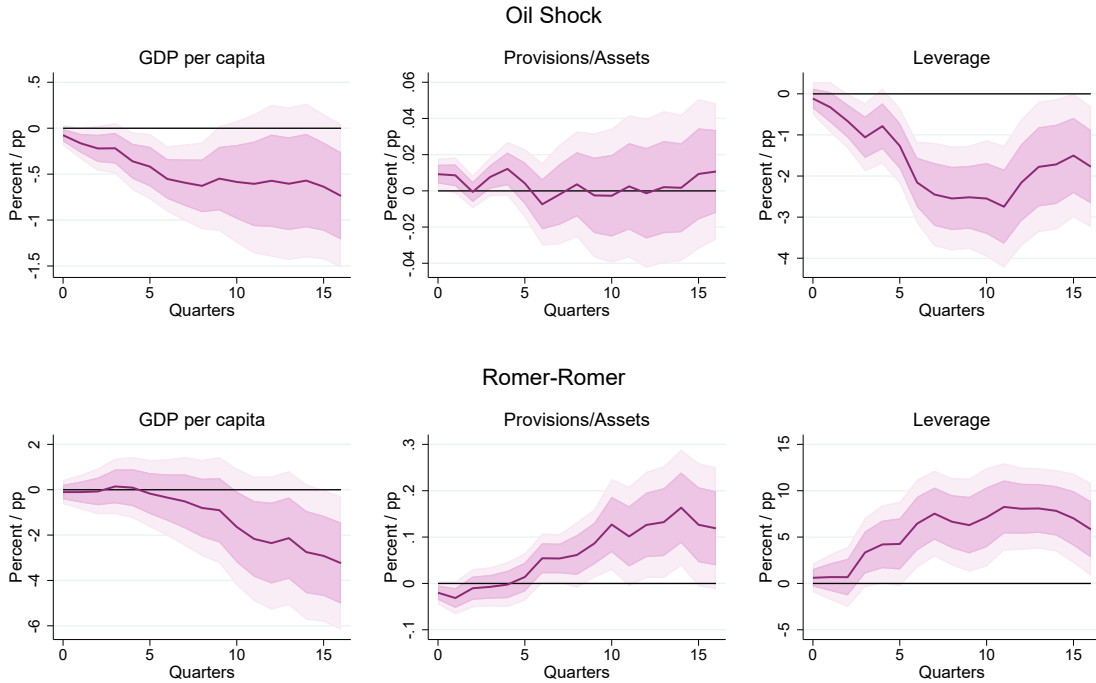 Oil Shock
GDP per capita
Provisions/Assets
Leverage
Percent / pp
.5
0
-.5
-1
-1.5
0 5 10 15
Quarters
Percent / pp
.06
.04
.02
0
-.02
-.04
0 5 10 15
Quarters
Percent / pp
0
-1
-2
-3
-4
0 5 10 15
Quarters
Romer-Romer
GDP per capita
Provisions/Assets
Leverage
Percent / pp
2
0
-2
-4
-6
0 5 10 15
Quarters
Percent / pp
.3
.2
.1
0
-.1
0 5 10 15
Quarters
Percent / pp
15
10
5
0
-5
0 5 10 15
Quarters